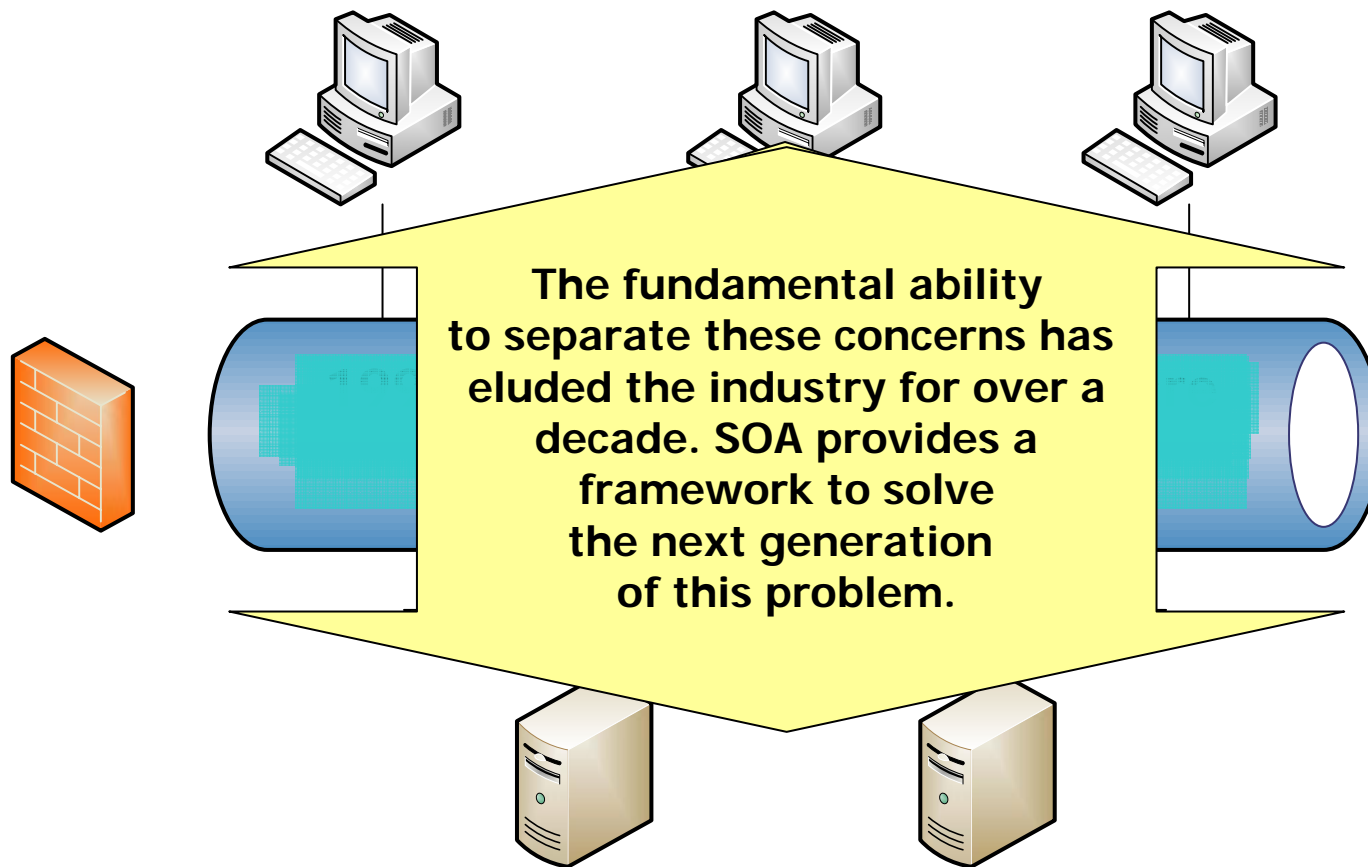 The fundamental ability
to separate these concerns has
eluded the industry for over a
decade. SOA provides a
framework to solve
the next generation
of this problem.